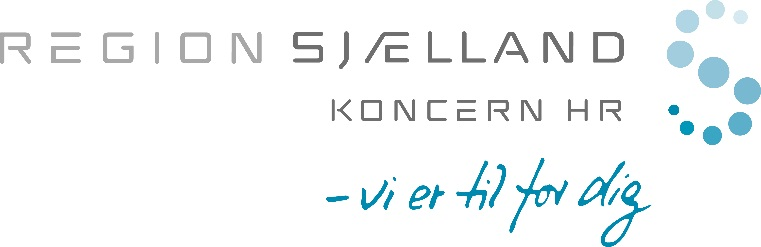 REGION SJÆLLAND
KONCERN HR
- vi er til for dig